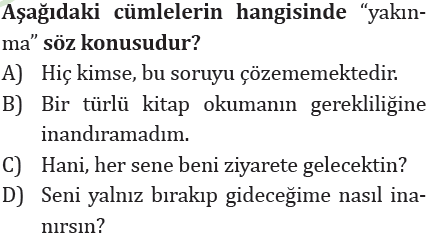 Aşağıdaki cümlelerin hangisinde “yakın-
ma” söz konusudur?
A) Hiç kimse, bu soruyu çözememektedir.
B) Bir türlü kitap okumanın gerekliliğine
inandıramadım.
C) Hani, her sene beni ziyarete gelecektin?
D) Seni yalnız bırakıp gideceğime nasıl ina-
nırsın?